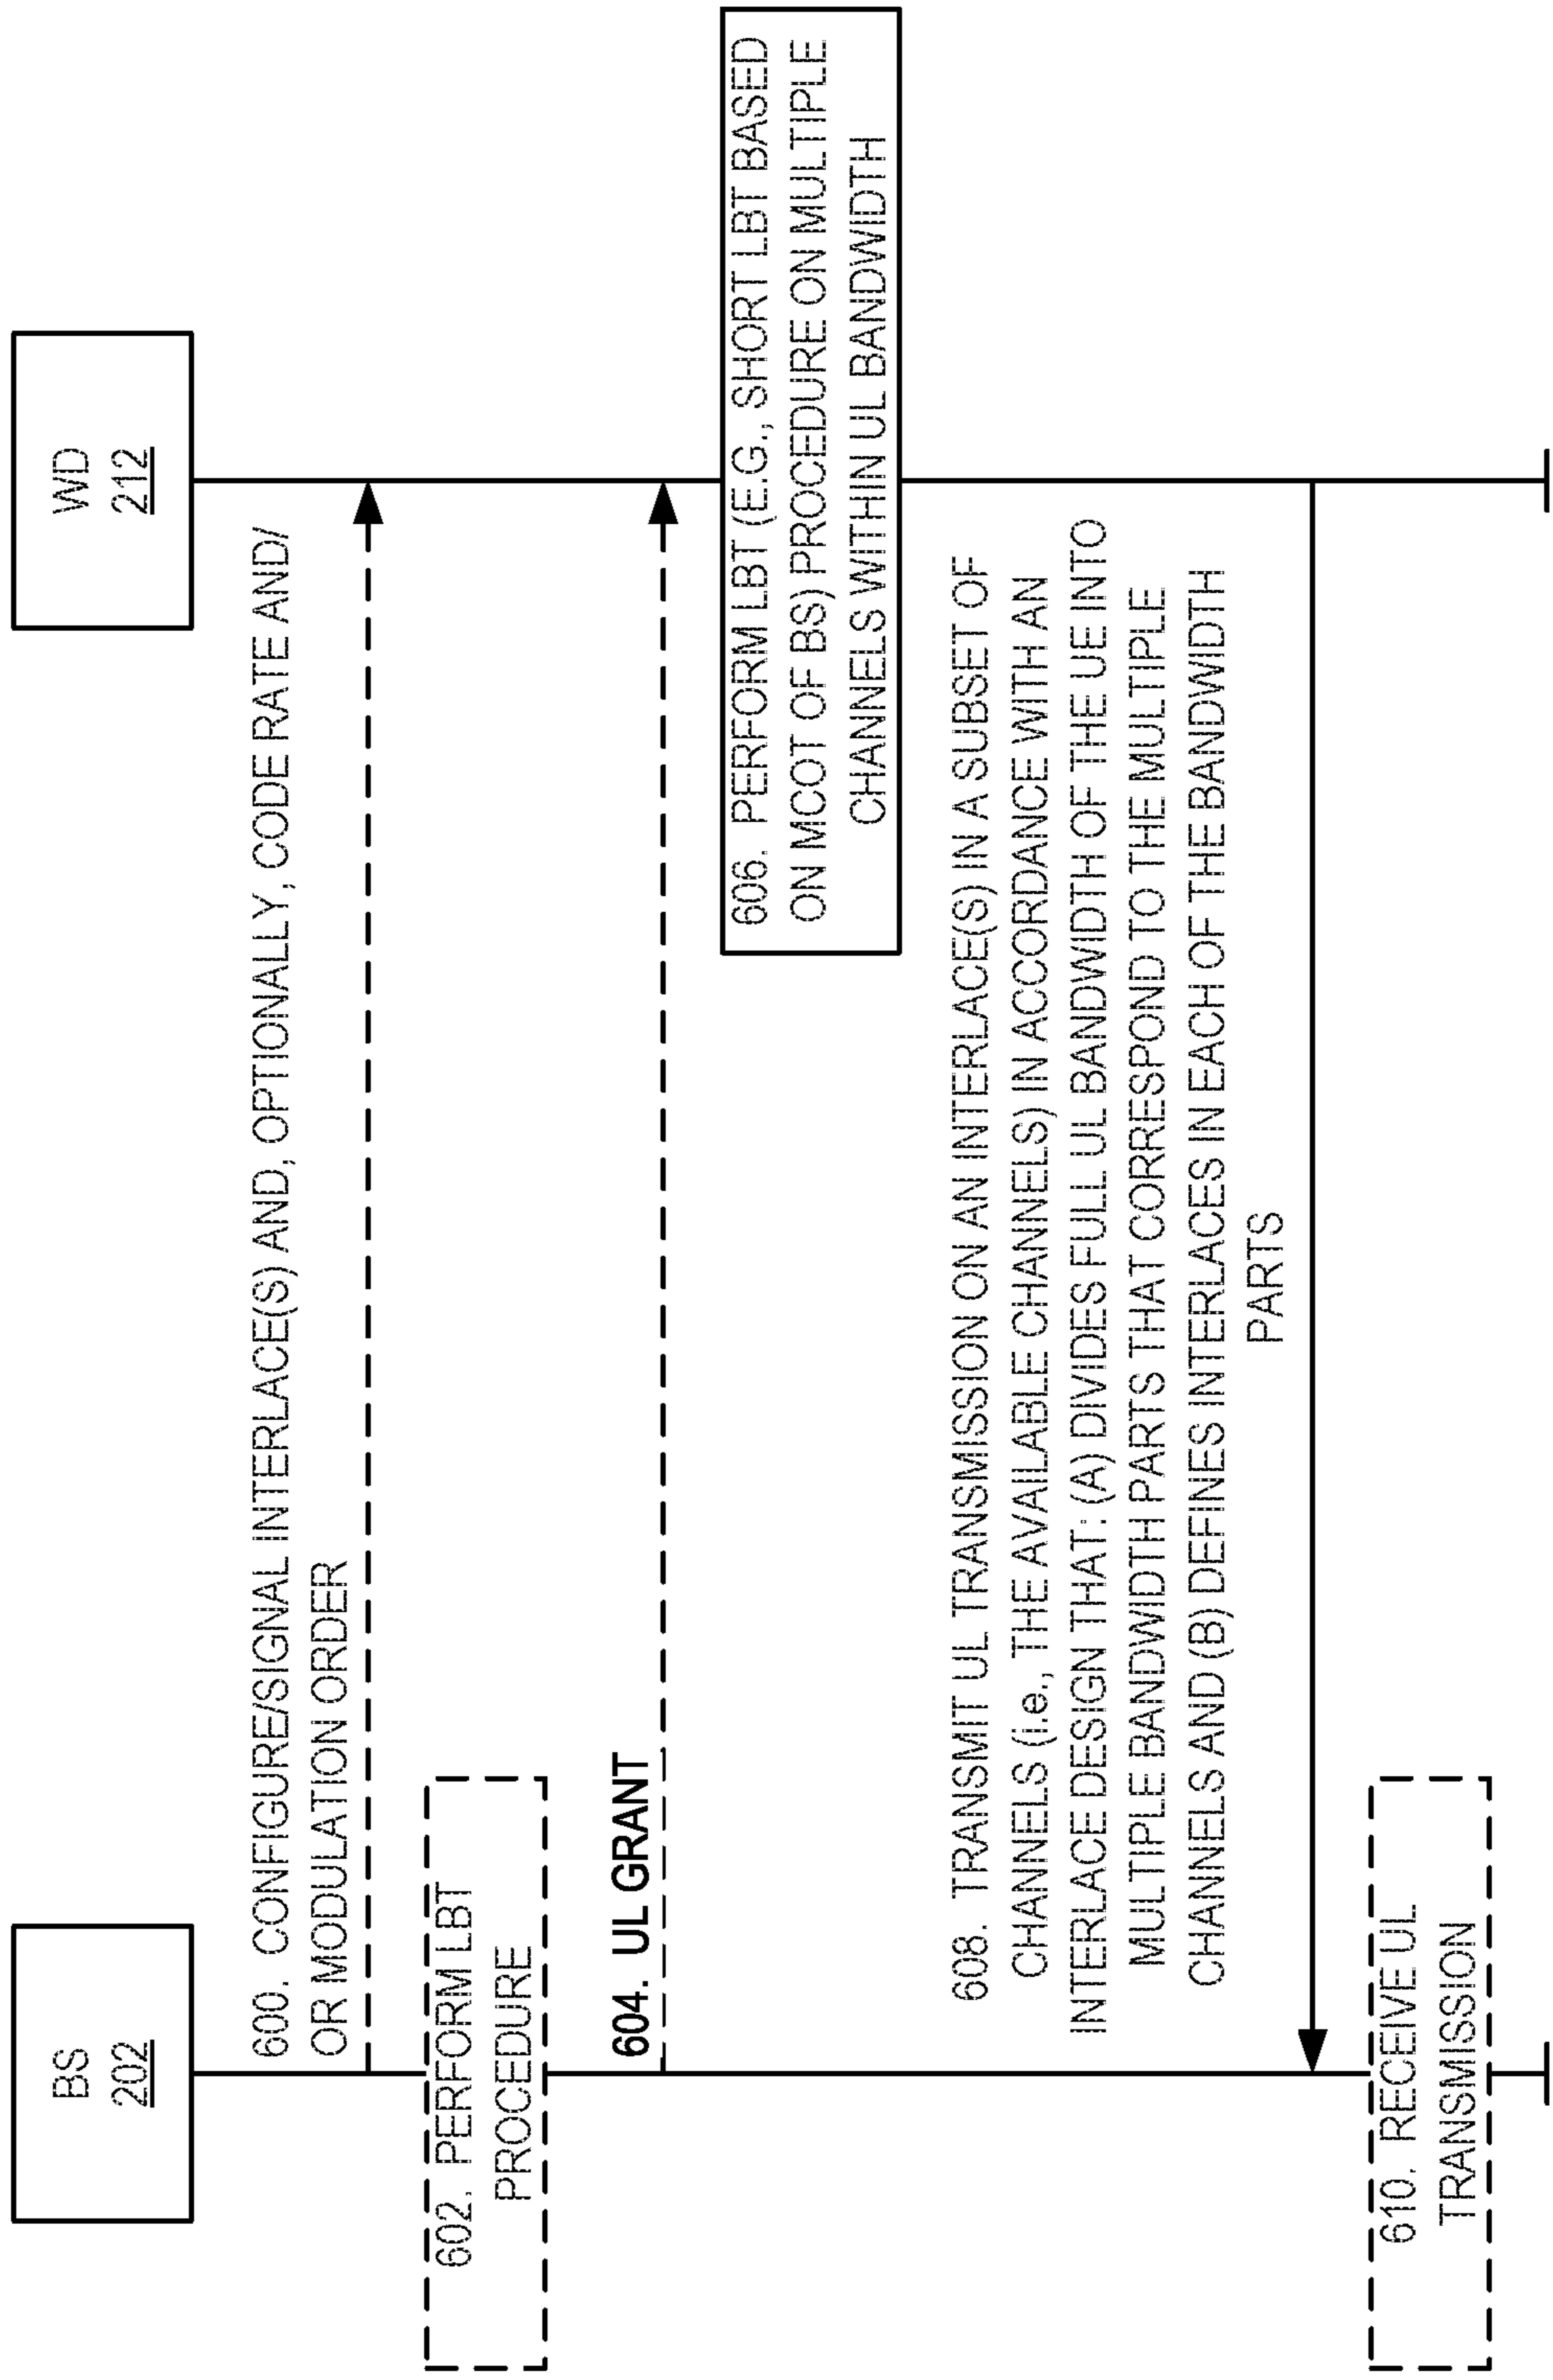 BS
202
WD
212
600. CONFIGURE/SIGNAL INTERLACE(S) AND, OPTIONALLY, CODE RATE AND/
OR MODULATION ORDER
602. PERFORM LBT
PROCEDURE
604. UL GRANT
606. PERFORM LBT (E.G., SHORT LBT BASED
ON MCOT OF BS) PROCEDURE ON MULTIPLE
CHANNELS WITHIN UL BANDWIDTH
608. TRANSMIT UL TRANSMISSION ON AN INTERLACE(S) IN A SUBSET OF
CHANNELS (i.e., THE AVAILABLE CHANNELS) IN ACCORDANCE WITH AN
INTERLACE DESIGN THAT: (A) DIVIDES FULL UL BANDWIDTH OF THE UE INTO
MULTIPLE BANDWIDTH PARTS THAT CORRESPOND TO THE MULTIPLE
CHANNELS AND (B) DEFINES INTERLACES IN EACH OF THE BANDWIDTH
PARTS
610. RECEIVE UL
TRANSMISSION